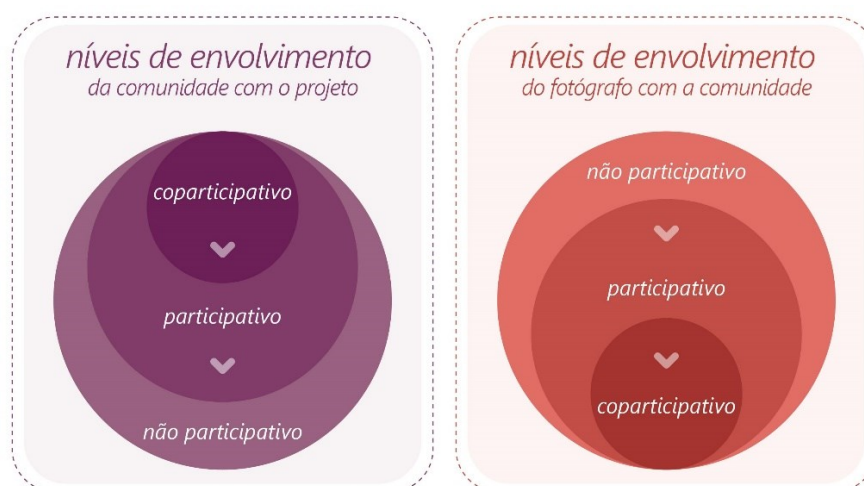 níveis de envolvimento
da comunidade com o projeto
coparticipativo
participativo
não participativo
níveis de envolvimento
do fotógrafo com a comunidade
não participativo
participativo
coparticipativo